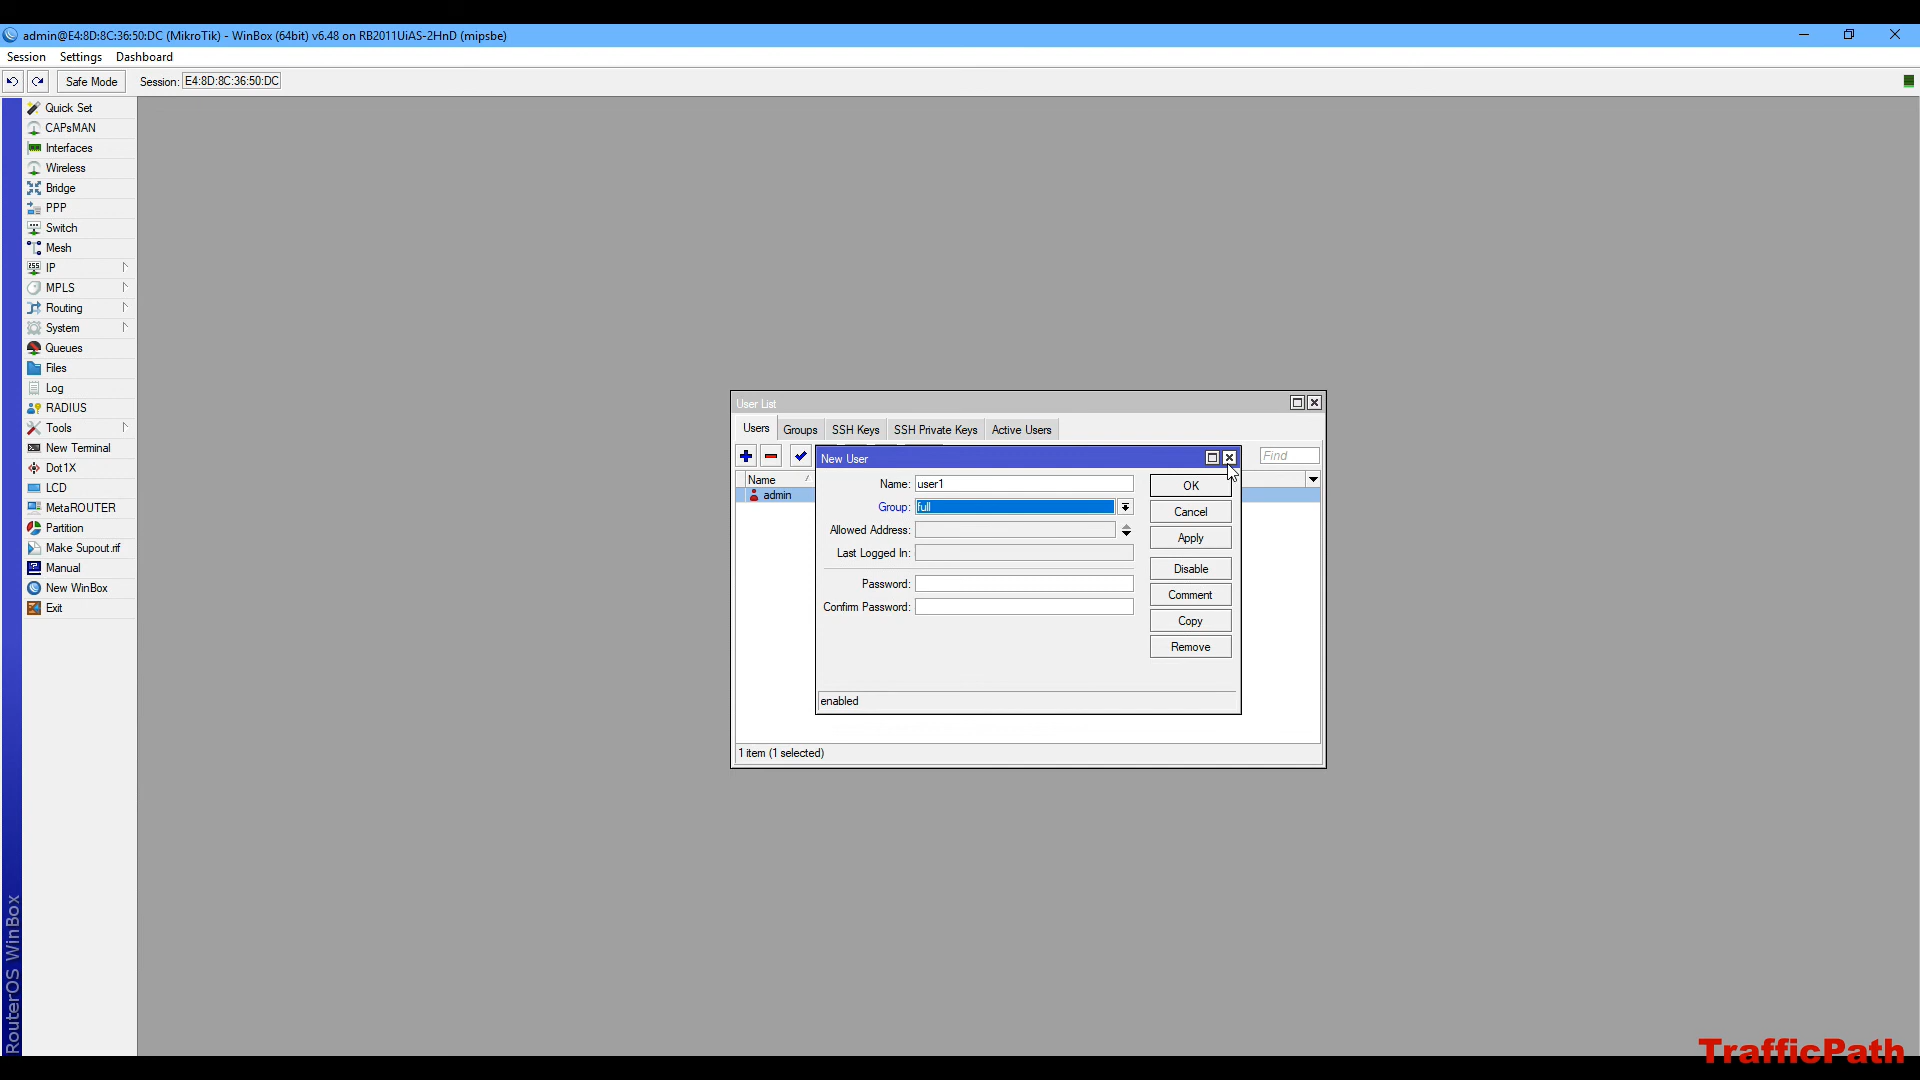 admin@E4:8D:8C:36:50:DC (MikroTik) - WinBox (64bit) v6.48 on RB2011UiAS-2HnD (mipsbe)
Session Settings Dashboard
Safe Mode Session: E4:8D:8C:36:50:DC
Quick Set
CAPsMAN
Interfaces
Wireless
Bridge
PPP
Switch
Mesh
IP
MPLS
Routing
System
Queues
Files
Log
RADIUS
Tools
New Terminal
Dot1X
LCD
MetaROUTER
Partition
Make Supout.rif
Manual
New WinBox
Exit
RouterOS WinBox
User List
Users Groups SSH Keys SSH Private Keys Active Users
Find
Name
admin
New User
Name: user1
Group: full
Allowed Address:
Last Logged In:
Password:
Confirm Password:
OK
Cancel
Apply
Disable
Comment
Copy
Remove
enabled
1 item (1 selected)
TrafficPath